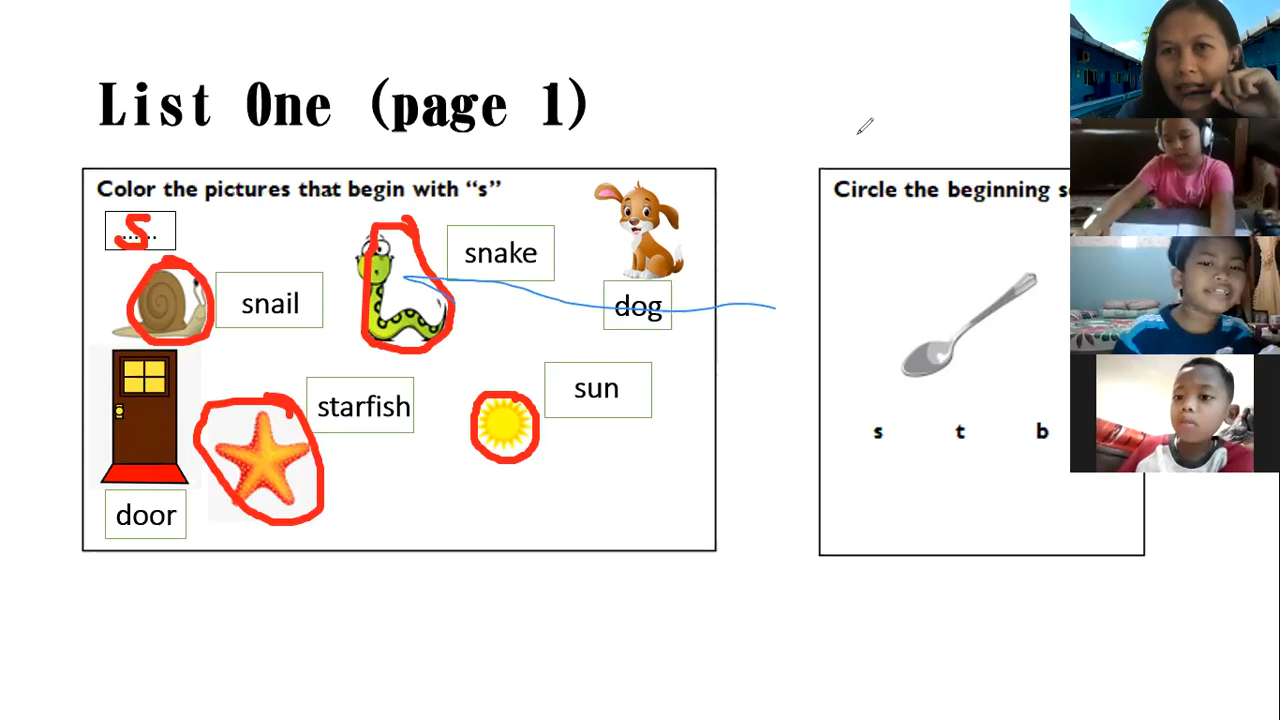 List One (page 1)
Color the pictures that begin with “s”
S
......
snake
snail
dog
starfish
sun
door
Circle the beginning
s t b